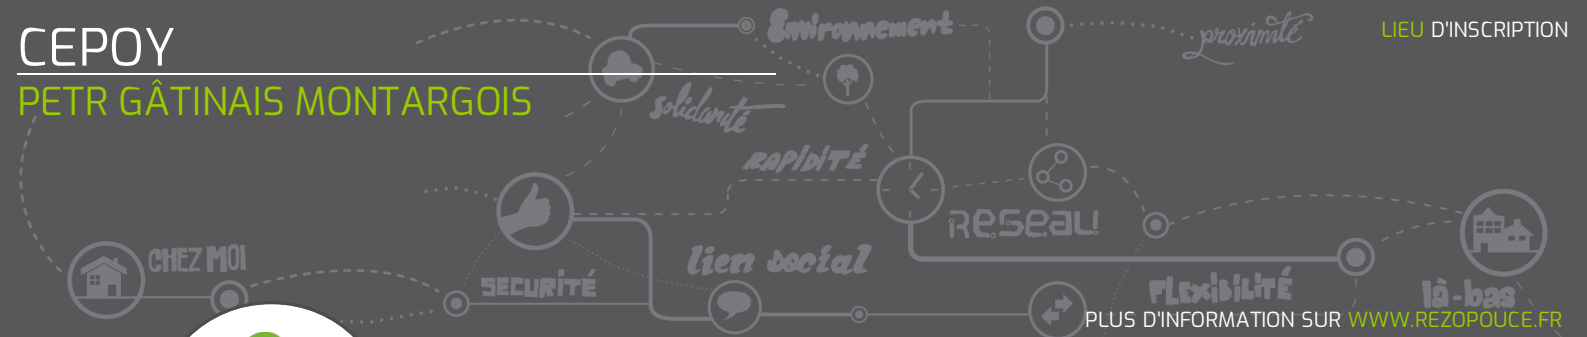 CEPOY
PETR GÂTINAIS MONTARGOIS
LIEU D'INSCRIPTION
Environnement
proximité
solidarité
RAPIDITÉ
RESEAU
CHEZ MOI
lien social
SECURITÉ
FLEXIBILITÉ
là-bas
PLUS D'INFORMATION SUR WWW.REZOPOUCE.FR